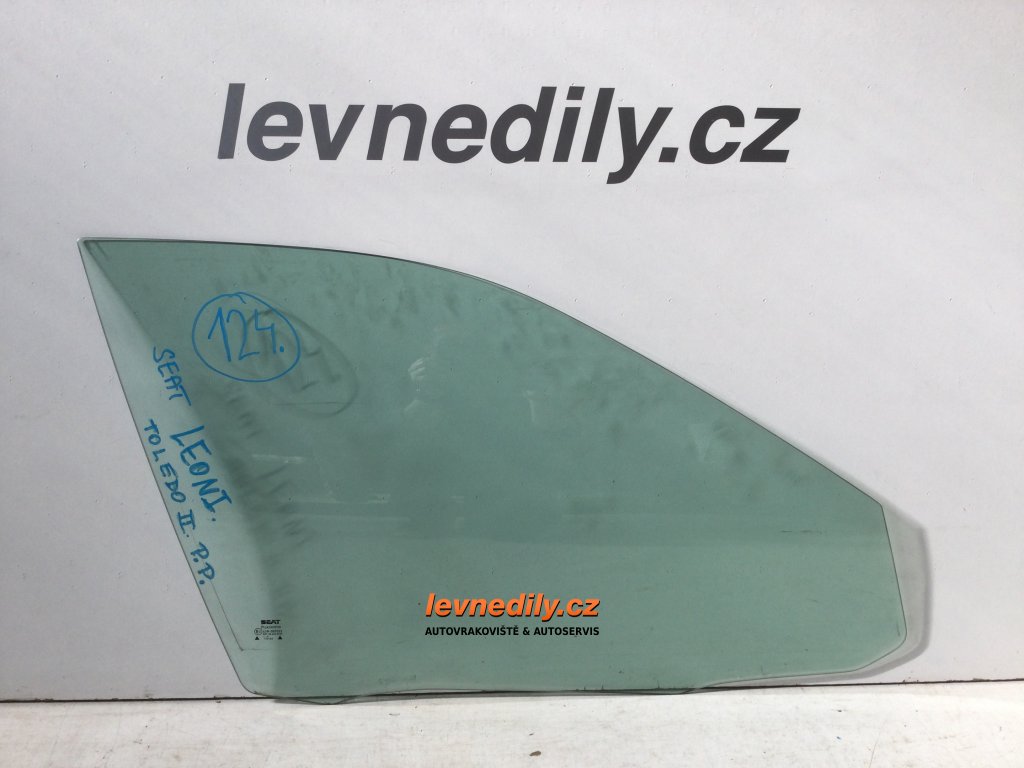 levnedily.cz
124.
SEAT
LEON I.
TOLEDO II. P.P.
SEAT
levnedily.cz
AUTOVRAKOVIŠTĚ & AUTOSERVIS